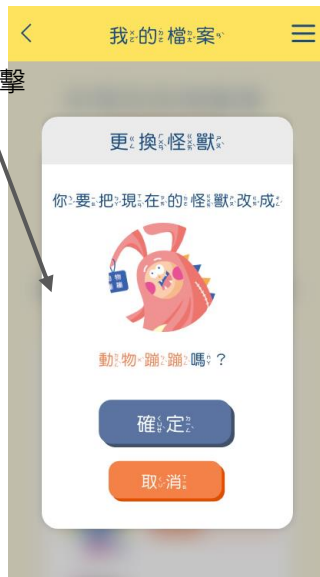 我的檔案
擊
更換怪獸
你要把現在的怪獸改成
動物蹦蹦嗎？
確定
取消